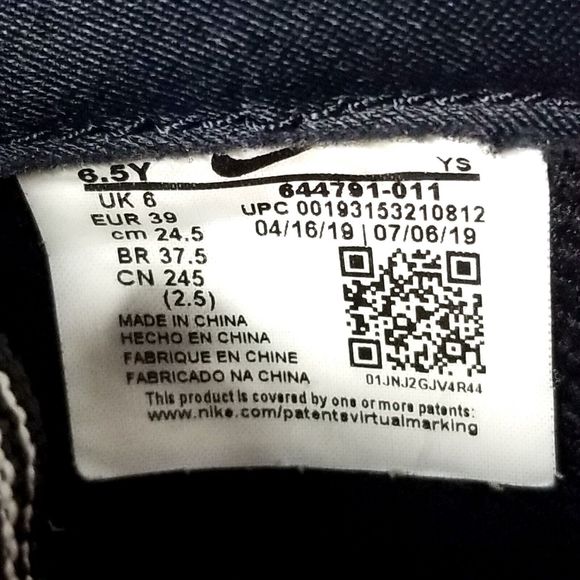 6.5Y
YS
UK 6
EUR 39
cm 24.5
BR 37.5
CN 245
(2.5)
644791-011
UPC 00193153210812
04/16/19 | 07/06/19
01JNJ2GJV4R44
MADE IN CHINA
HECHO EN CHINA
FABRIQUE EN CHINE
FABRICADO NA CHINA
This product is covered by one or more patents:
www.nike.com/patentsvirtualmarking